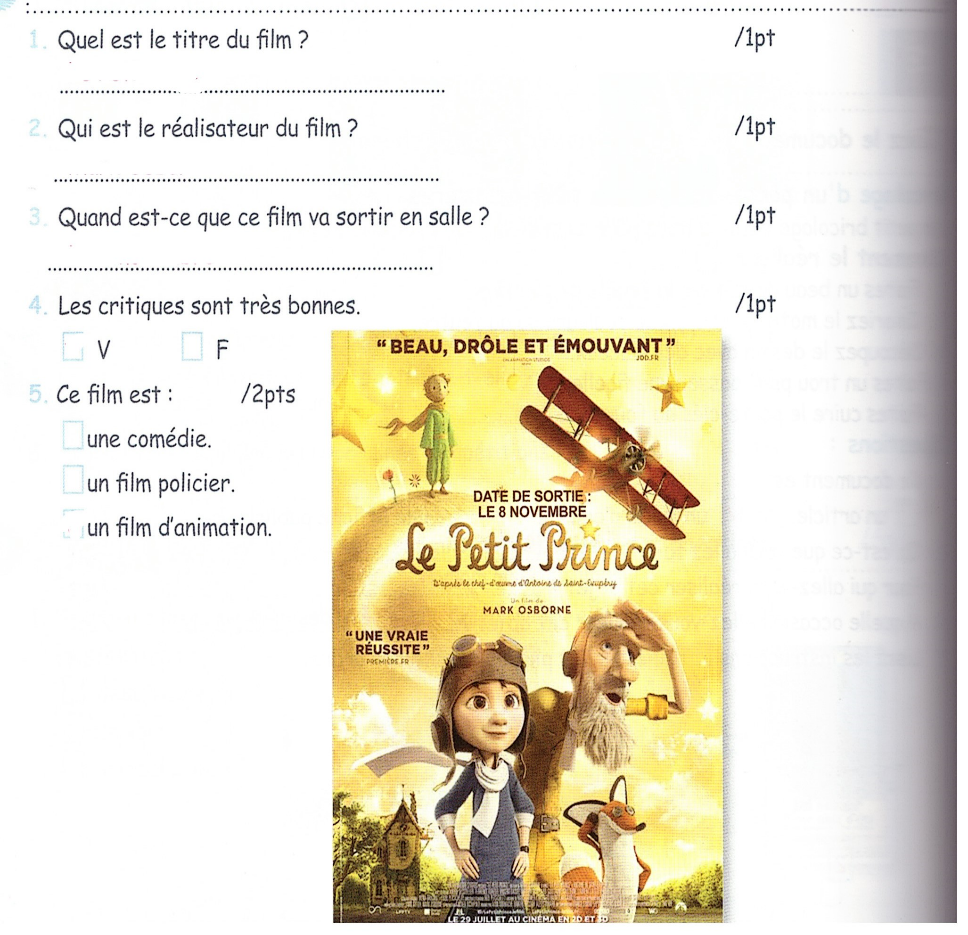 1. Quel est le titre du film ? /1pt
2. Qui est le réalisateur du film ? /1pt
3. Quand est-ce que ce film va sortir en salle ? /1pt
4. Les critiques sont très bonnes. /1pt
V F
5. Ce film est : /2pts
une comédie.
un film policier.
un film d'animation.
“ BEAU, DRÔLE ET ÉMOUVANT ”
JDD.FR
DATE DE SORTIE :
LE 8 NOVEMBRE
Le Petit Prince
D'après le chef-d'œuvre d'Antoine de Saint-Exupéry
Un film de
MARK OSBORNE
“ UNE VRAIE
RÉUSSITE ”
PREMIÈRE.FR
LE 29 JUILLET AU CINÉMA EN 2D ET 3D